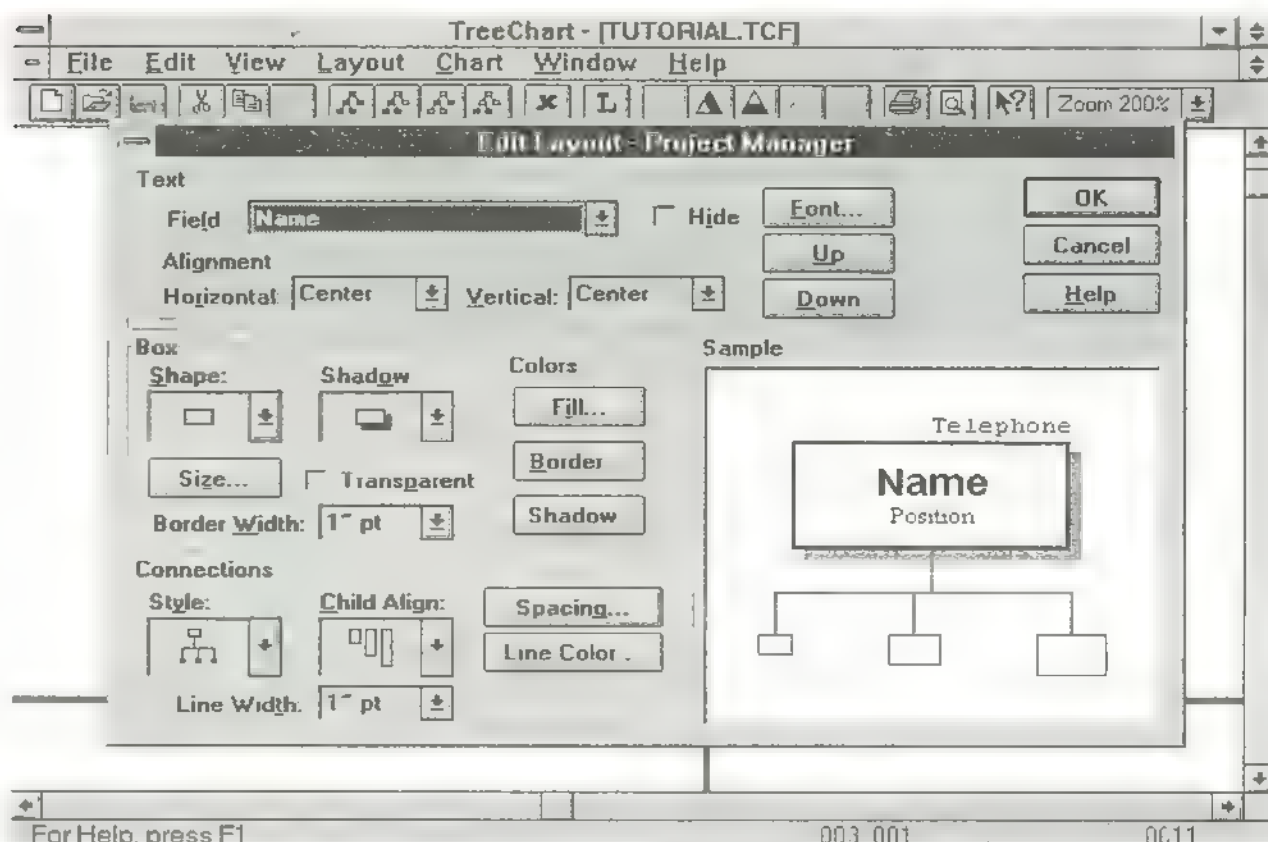 TreeChart - [TUTORIAL.TCF]
File Edit View Layout Chart Window Help
L Zoom 200%
Edit Layout - Project Manager
Text
Field Name Hide Font... OK
Up Cancel
Alignment
Horizontal: Center Vertical: Center Down Help
Box Sample
Shape: Shadow Colors
Fill...
Telephone
Size... Transparent Border Name
Position
Border Width: pt Shadow
Connections
Style: Child Align: Spacing...
Line Color
Line Width: pt
For Help, press F1 003 001 0011